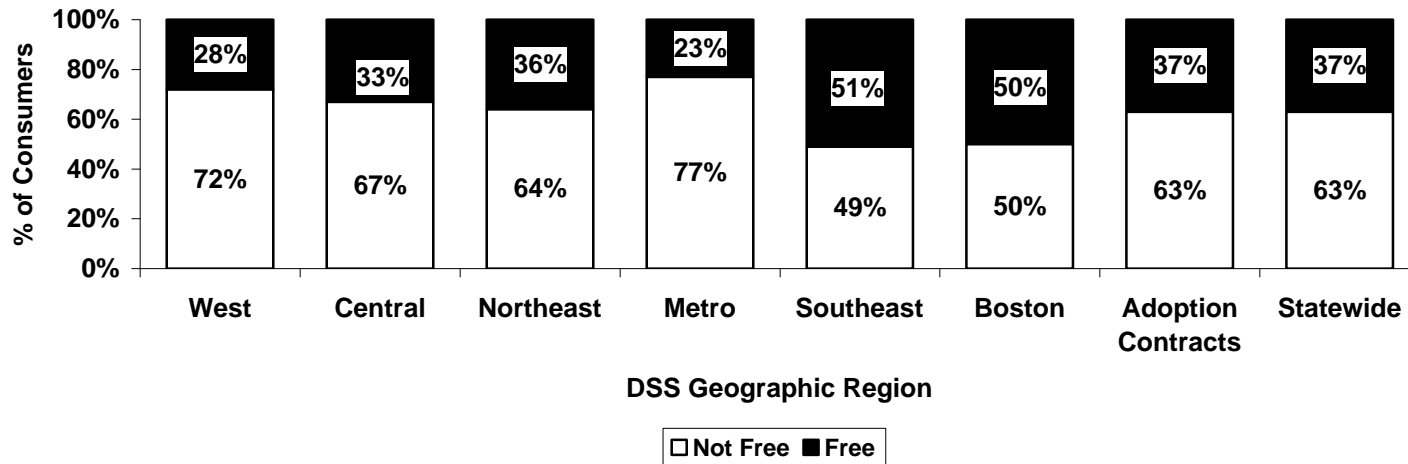 100%
80%
60%
40%
20%
0%
% of Consumers
28% 33% 36% 23% 51% 50% 37% 37%
72% 67% 64% 77% 49% 50% 63% 63%
West Central Northeast Metro Southeast Boston Adoption Contracts Statewide
DSS Geographic Region
Not Free Free